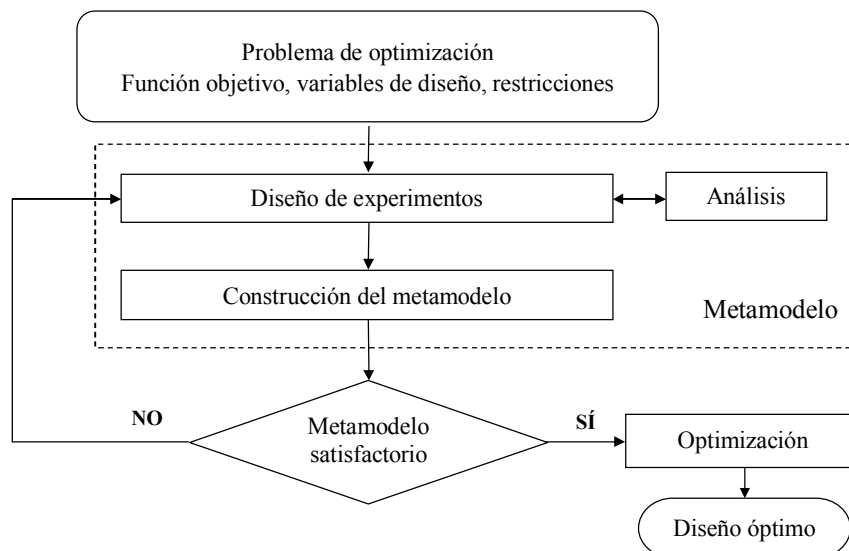 Problema de optimización
Función objetivo, variables de diseño, restricciones
Diseño de experimentos
Análisis
Construcción del metamodelo
Metamodelo
NO
Metamodelo
satisfactorio
SÍ
Optimización
Diseño óptimo